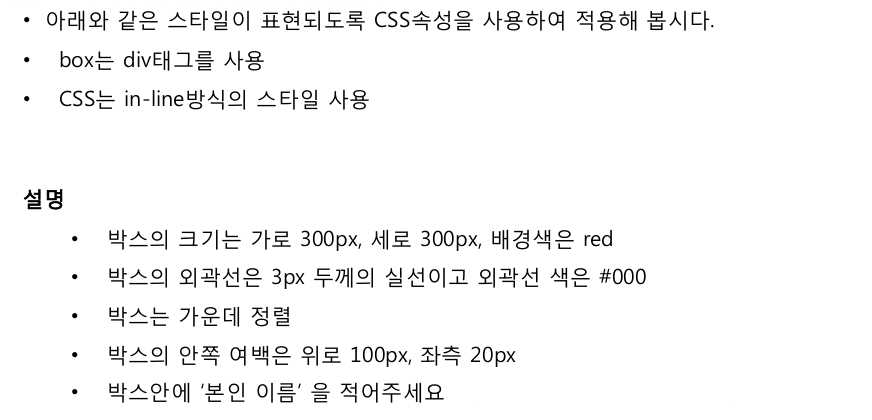 • 아래와 같은 스타일이 표현되도록 CSS속성을 사용하여 적용해 봅시다.
• box는 div태그를 사용
• CSS는 in-line방식의 스타일 사용
설명
• 박스의 크기는 가로 300px, 세로 300px, 배경색은 red
• 박스의 외곽선은 3px 두께의 실선이고 외곽선 색은 #000
• 박스는 가운데 정렬
• 박스의 안쪽 여백은 위로 100px, 좌측 20px
• 박스안에 ‘본인 이름’ 을 적어주세요